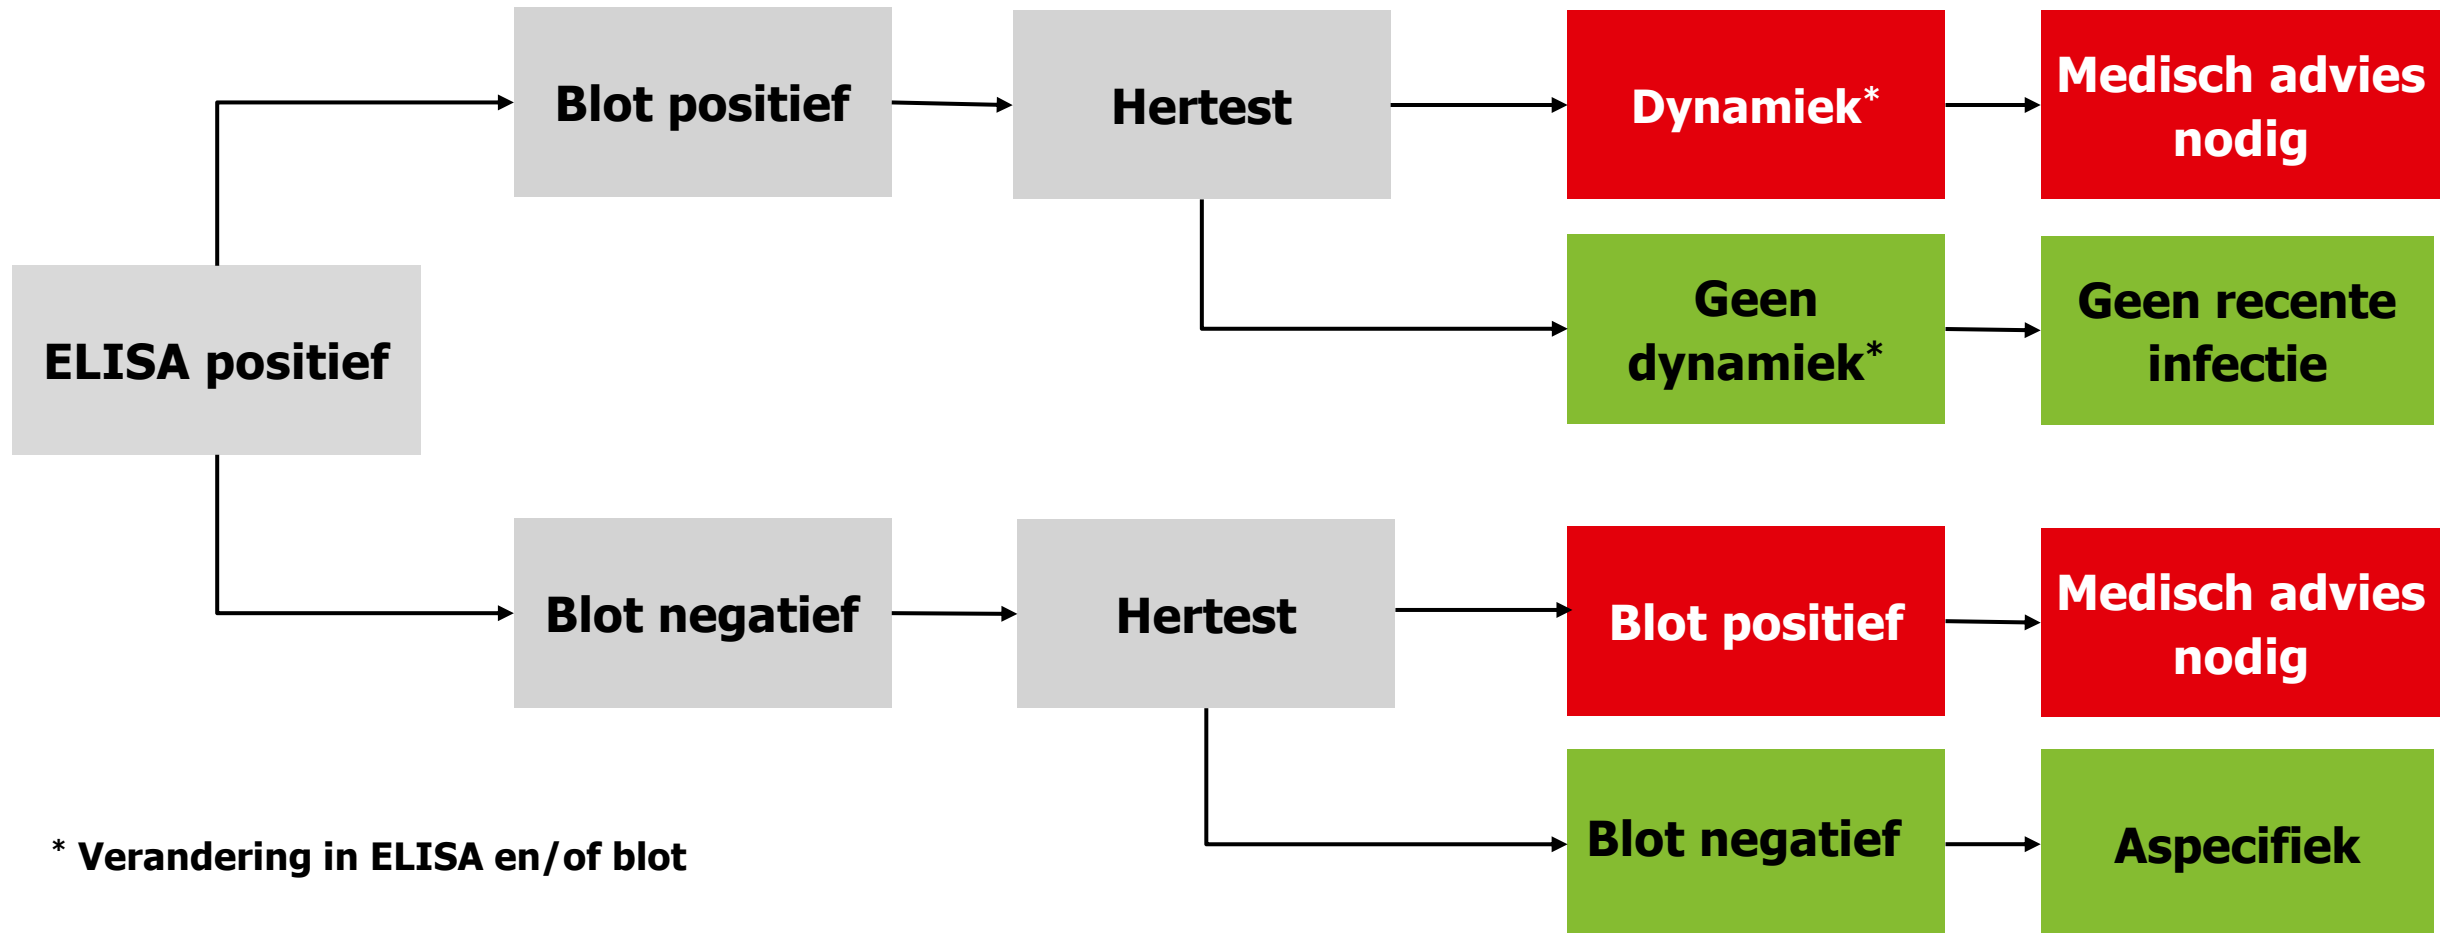 ELISA positief
Blot positief
Hertest
Dynamiek*
Medisch advies
nodig
Geen
dynamiek*
Geen recente
infectie
Blot negatief
Hertest
Blot positief
Medisch advies
nodig
Blot negatief
Aspecifiek
* Verandering in ELISA en/of blot